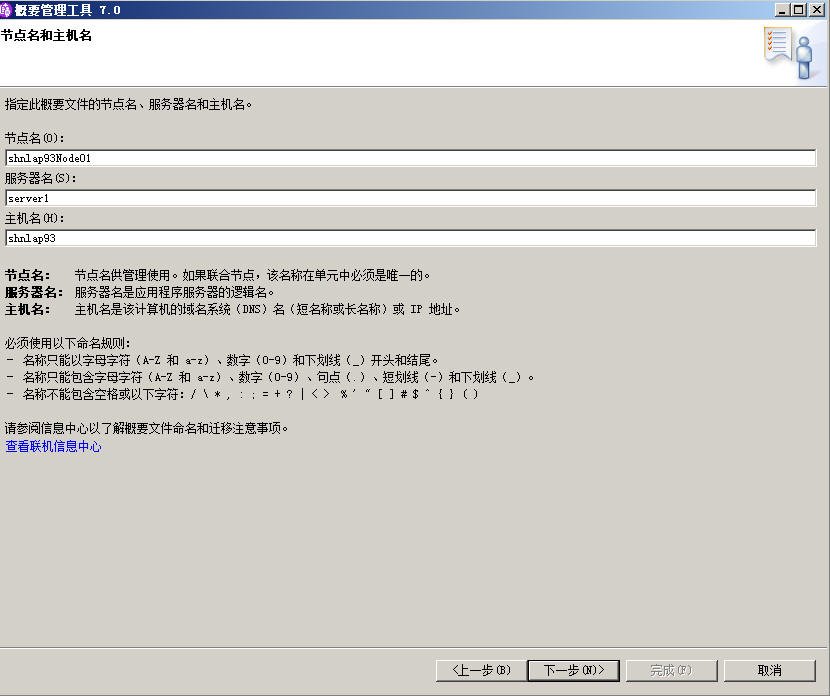 概要管理工具 7.0
节点名和主机名
指定此概要文件的节点名、服务器名和主机名。
节点名(O):
shnlap93Node01
服务器名(S):
server1
主机名(H):
shnlap93
节点名: 节点名供管理使用。如果联合节点，该名称在单元中必须是唯一的。
服务器名: 服务器名是应用程序服务器的逻辑名。
主机名: 主机名是该计算机的域名系统（DNS）名（短名称或长名称）或 IP 地址。
必须使用以下命名规则:
- 名称只能以字母字符（A-Z 和 a-z）、数字（0-9）和下划线（_）开头和结尾。
- 名称只能包含字母字符（A-Z 和 a-z）、数字（0-9）、句点（.）、短划线（-）和下划线（_）。
- 名称不能包含空格或以下字符: / \ * , : ; = + ? | < > % ' " [ ] # $ ^ { } ( )
请参阅信息中心以了解概要文件命名和迁移注意事项。
查看联机信息中心
<上一步(B) 下一步(N)> 完成(F) 取消